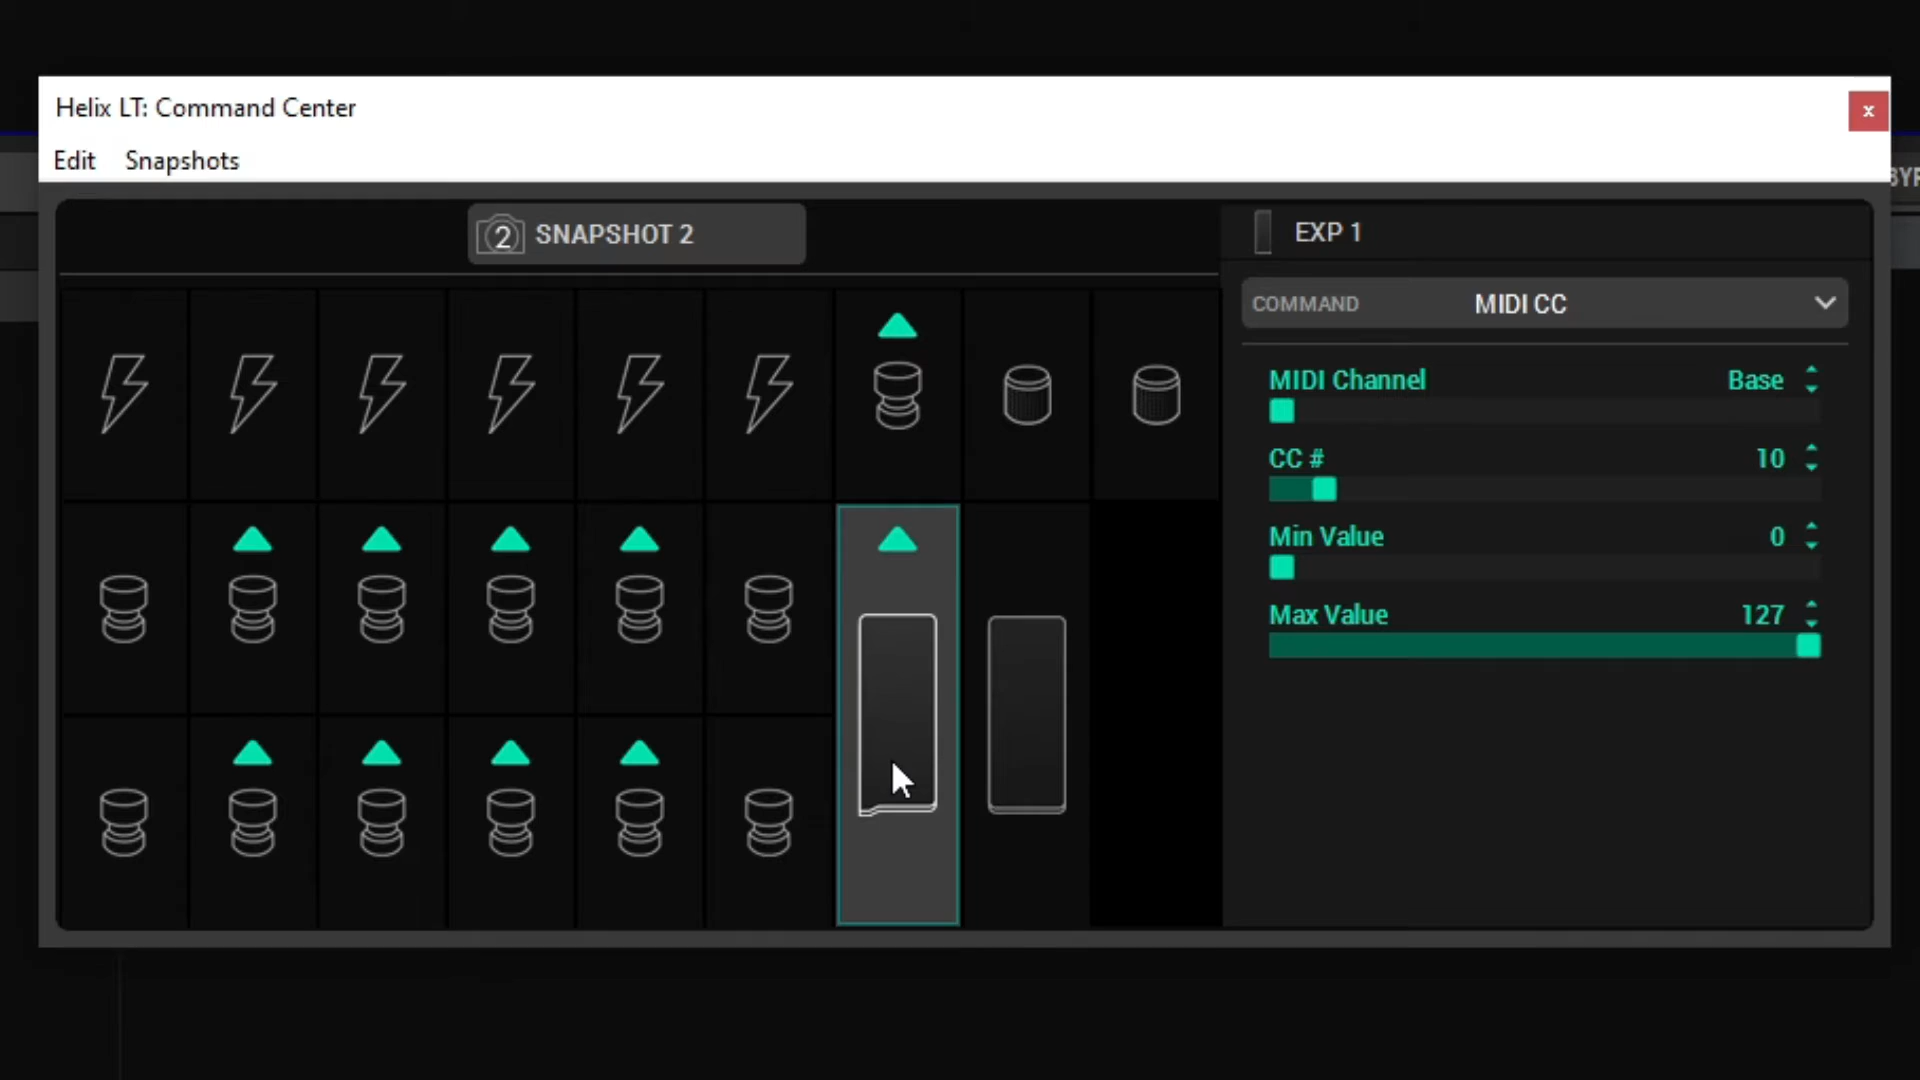 Helix LT: Command Center
x
Edit Snapshots
2 SNAPSHOT 2
EXP 1
COMMAND MIDI CC
MIDI Channel Base
CC # 10
Min Value 0
Max Value 127